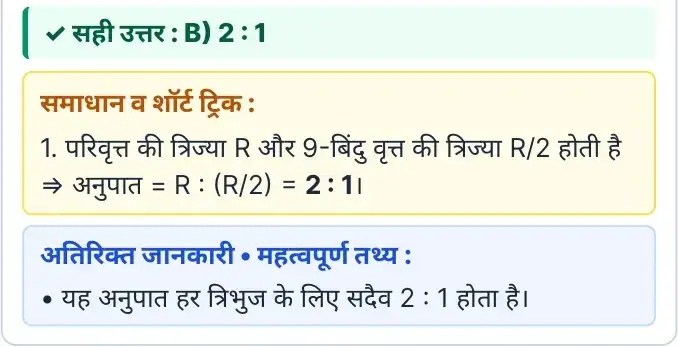 ✓ सही उत्तर : B) 2 : 1
समाधान व शॉर्ट ट्रिक :
1. परिवृत्त की त्रिज्या R और 9-बिंदु वृत्त की त्रिज्या R/2 होती है
⇒ अनुपात = R : (R/2) = 2 : 1।
अतिरिक्त जानकारी • महत्वपूर्ण तथ्य :
• यह अनुपात हर त्रिभुज के लिए सदैव 2 : 1 होता है।